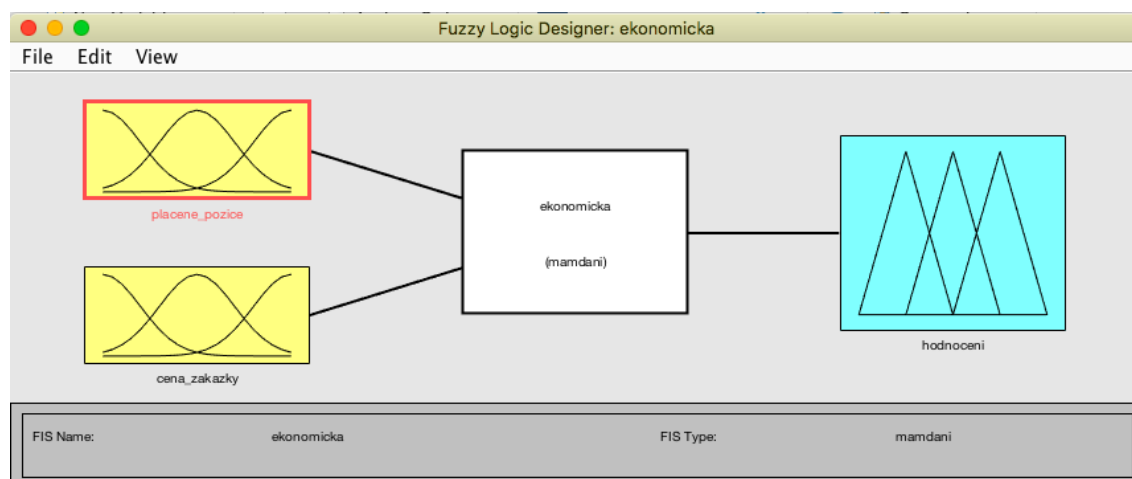 Fuzzy Logic Designer: ekonomicka
File Edit View
placene_pozice
ekonomicka
(mamdani)
hodnoceni
cena_zakazky
FIS Name: ekonomicka FIS Type: mamdani